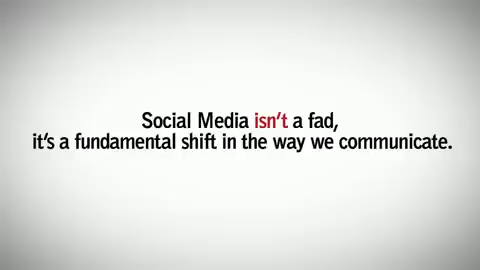 Social Media isn't a fad,
it's a fundamental shift in the way we communicate.